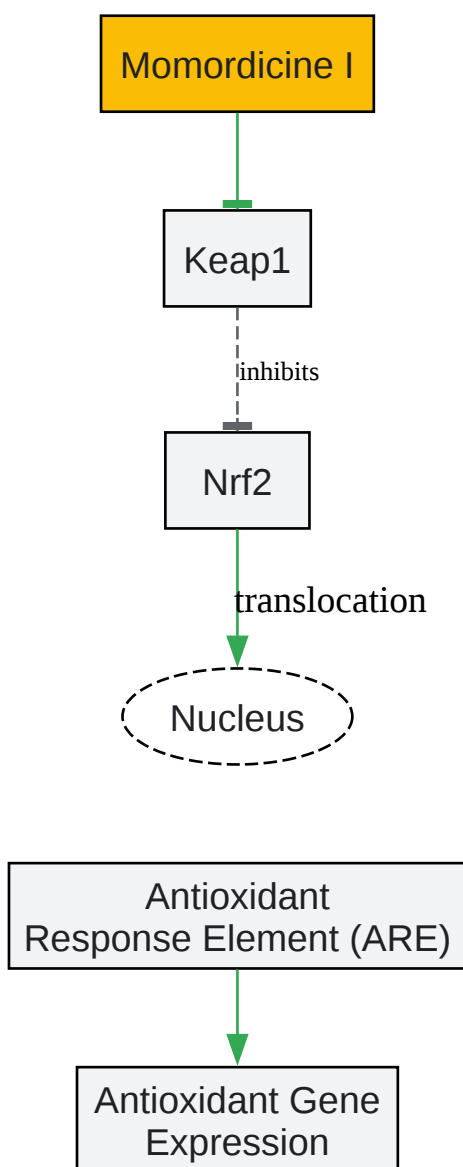 Momordicine I
Keap1
inhibits
Nrf2
translocation
Nucleus
Antioxidant
Response Element (ARE)
Antioxidant Gene
Expression